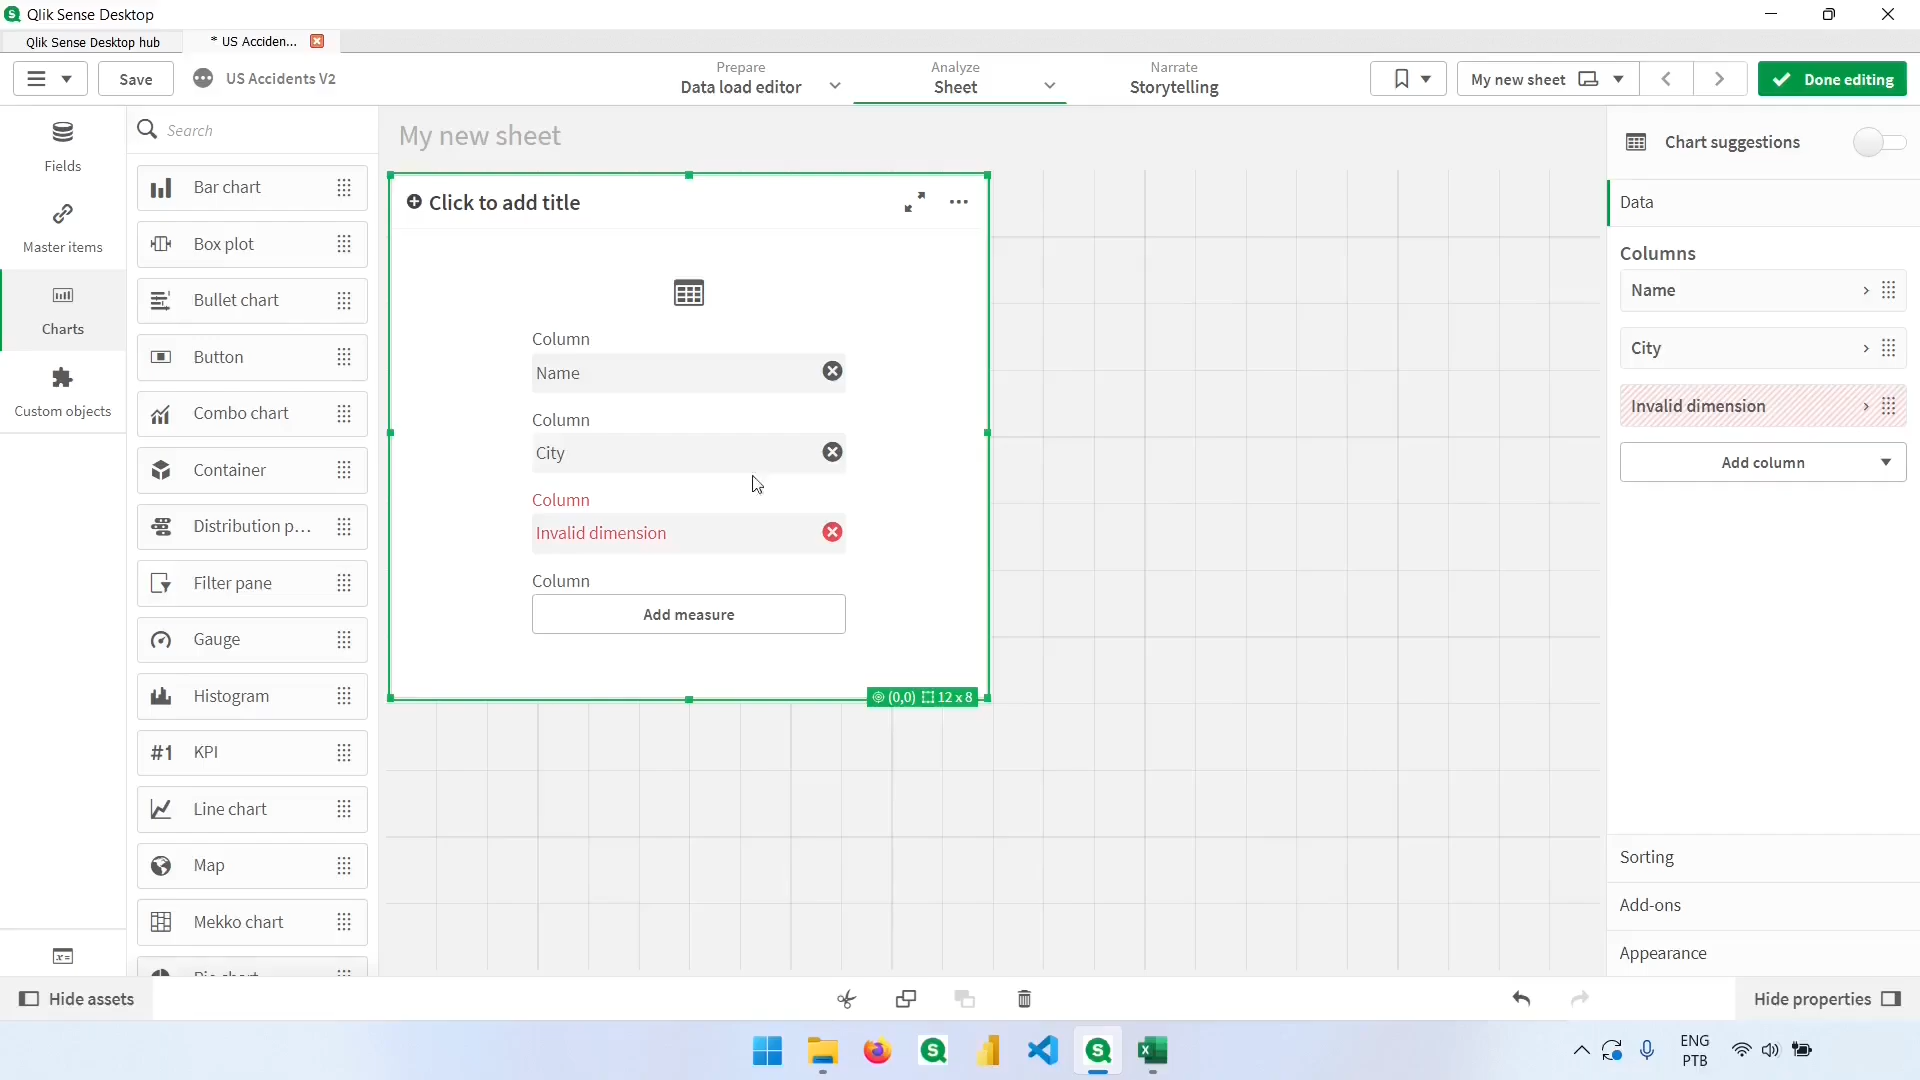 Qlik Sense Desktop
Qlik Sense Desktop hub
* US Acciden...
Save
US Accidents V2
Prepare
Data load editor
Analyze
Sheet
Narrate
Storytelling
My new sheet
Done editing
Fields
Master items
Charts
Custom objects
Search
Bar chart
Box plot
Bullet chart
Button
Combo chart
Container
Distribution p...
Filter pane
Gauge
Histogram
#1 KPI
Line chart
Map
Mekko chart
Pie chart
My new sheet
Click to add title
Column
Name
Column
City
Column
Invalid dimension
Column
Add measure
(0,0) 12 x 8
Chart suggestions
Data
Columns
Name
City
Invalid dimension
Add column
Sorting
Add-ons
Appearance
Hide assets
Hide properties
ENG
PTB